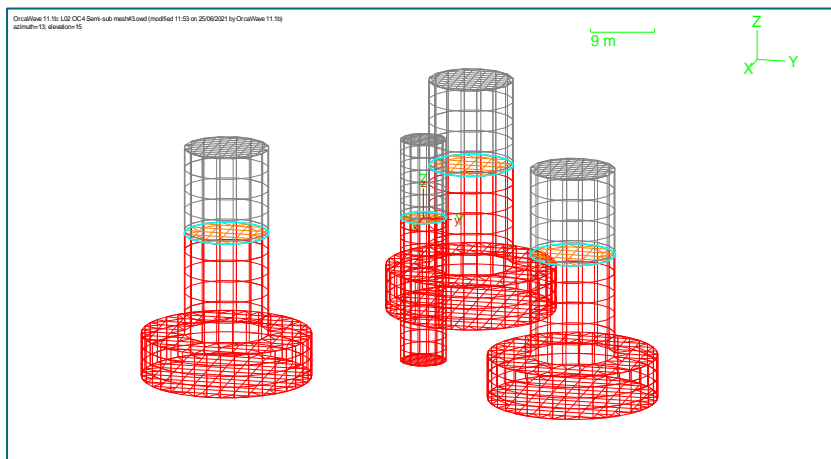 OrcaWave 11.1b: L02 OC4 Semi-sub mesh#3.owd (modified 11:53 on 25/06/2021 by OrcaWave 11.1b)
azimuth=13; elevation=15
9 m
Z
X
Y
Z
z
y